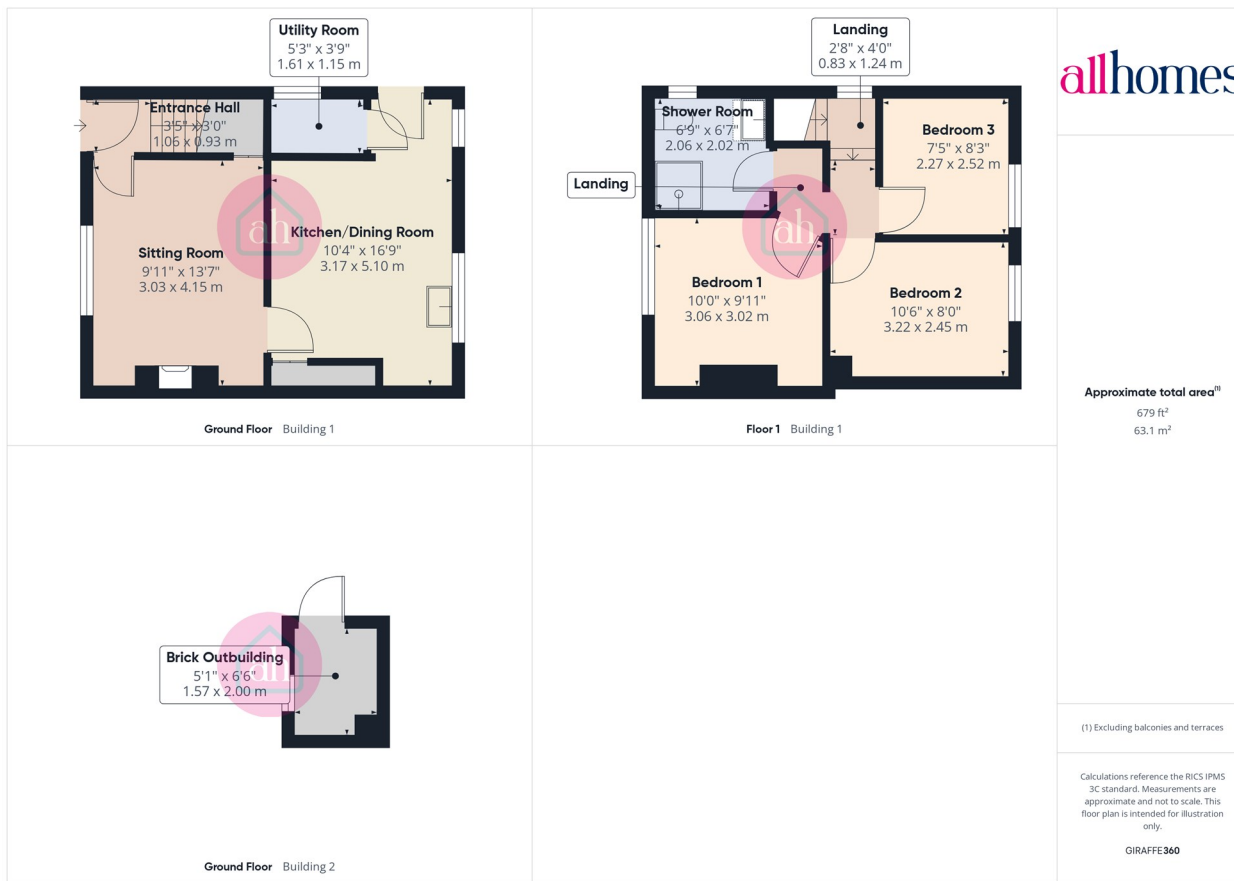 Utility Room
5'3" x 3'9"
1.61 x 1.15 m
Entrance Hall
3'5" x 3'0"
1.06 x 0.93 m
Sitting Room
9'11" x 13'7"
3.03 x 4.15 m
Kitchen/Dining Room
10'4" x 16'9"
3.17 x 5.10 m
ah
Ground Floor Building 1
Landing
2'8" x 4'0"
0.83 x 1.24 m
Shower Room
6'9" x 6'7"
2.06 x 2.02 m
Bedroom 3
7'5" x 8'3"
2.27 x 2.52 m
Landing
ah
Bedroom 1
10'0" x 9'11"
3.06 x 3.02 m
Bedroom 2
10'6" x 8'0"
3.22 x 2.45 m
Floor 1 Building 1
Brick Outbuilding
5'1" x 6'6"
1.57 x 2.00 m
ah
Ground Floor Building 2
allhomes
Approximate total area(1)
679 ft²
63.1 m²
(1) Excluding balconies and terraces
Calculations reference the RICS IPMS
3C standard. Measurements are
approximate and not to scale. This
floor plan is intended for illustration
only.
GIRAFFE360